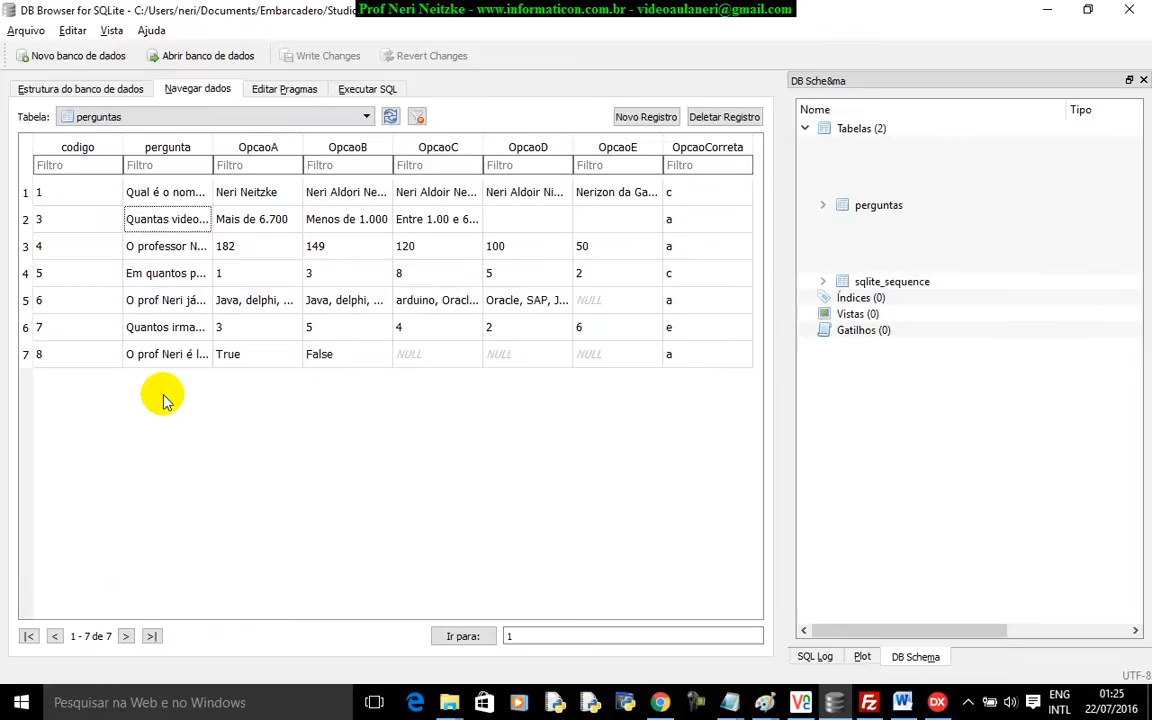 DB Browser for SQLite - C:/Users/neri/Documents/Embarcadero/Studio
Prof Neri Neitzke - www.informaticon.com.br - videoaulaneri@gmail.com
Arquivo Editar Vista Ajuda
Novo banco de dados Abrir banco de dados Write Changes Revert Changes
Estrutura do banco de dados Navegar dados Editar Pragmas Executar SQL
Tabela: perguntas Novo Registro Deletar Registro
codigo pergunta OpcaoA OpcaoB OpcaoC OpcaoD OpcaoE OpcaoCorreta
Filtro Filtro Filtro Filtro Filtro Filtro Filtro Filtro
1 1 Qual é o nom... Neri Neitzke Neri Aldori Ne... Neri Aldoir Ne... Neri Aldoir Ni... Nerizon da Ga... c
2 3 Quantas video... Mais de 6.700 Menos de 1.000 Entre 1.00 e 6... a
3 4 O professor N... 182 149 120 100 50 a
4 5 Em quantos p... 1 3 8 5 2 c
5 6 O prof Neri já... Java, delphi, ... Java, delphi, ... arduino, Oracl... Oracle, SAP, J... NULL a
6 7 Quantos irma... 3 5 4 2 6 e
7 8 O prof Neri é l... True False NULL NULL NULL a
|< < 1 - 7 de 7 > >| Ir para: 1
DB Sche&ma
Nome Tipo
Tabelas (2)
perguntas
sqlite_sequence
Índices (0)
Vistas (0)
Gatilhos (0)
SQL Log Plot DB Schema
UTF-8
Pesquisar na Web e no Windows
ENG 01:25
INTL 22/07/2016